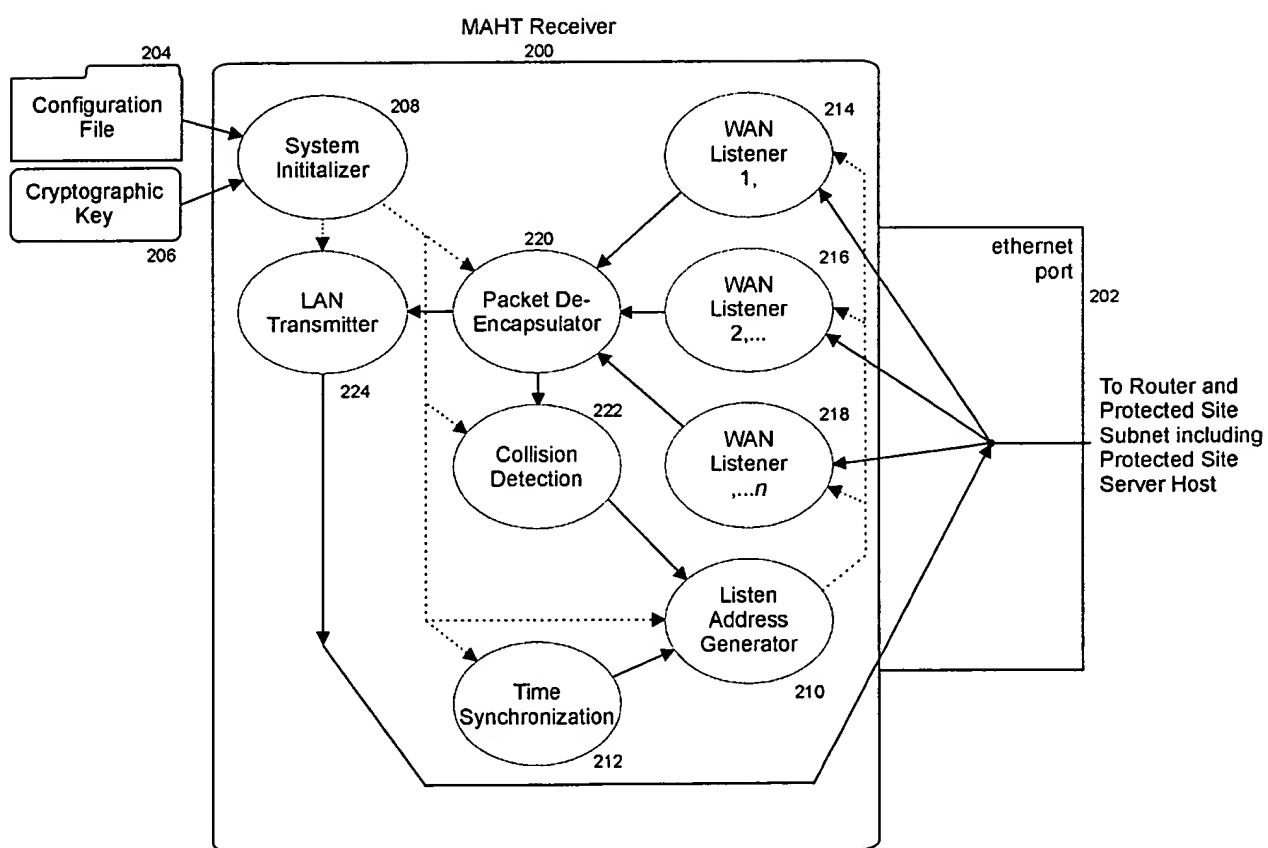 MAHT Receiver
200
204
Configuration
File
Cryptographic
Key
206
208
System
Inititalizer
214
WAN
Listener
1,
220
Packet De-
Encapsulator
216
WAN
Listener
2,...
ethernet
port
202
LAN
Transmitter
224
222
Collision
Detection
218
WAN
Listener
,...n
To Router and
Protected Site
Subnet including
Protected Site
Server Host
Listen
Address
Generator
210
Time
Synchronization
212